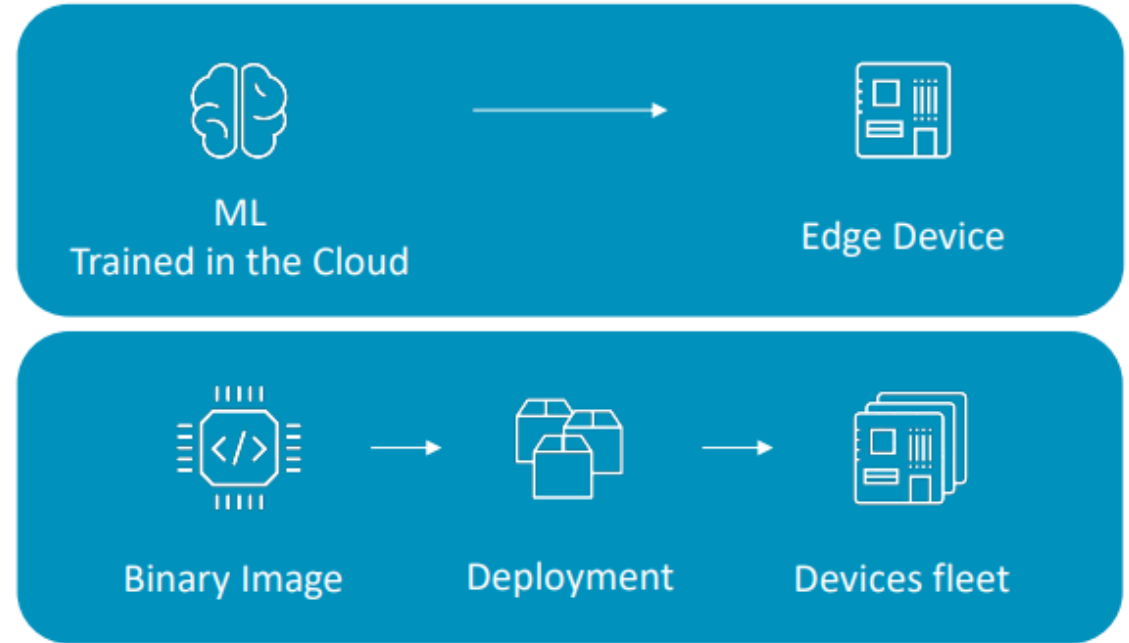 ML
Trained in the Cloud
Edge Device
</>
Binary Image
Deployment
Devices fleet